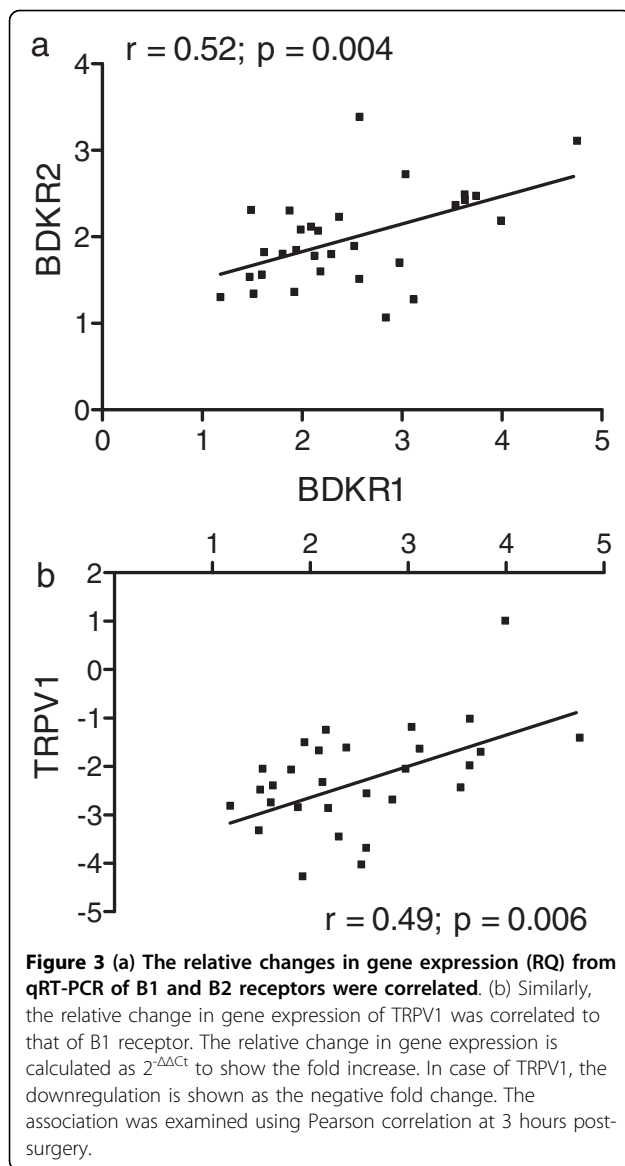 a
r = 0.52; p = 0.004
4
3
2
1
0
BDKR2
0 1 2 3 4 5
BDKR1
1 2 3 4 5
b
2
1
0
-1
-2
-3
-4
-5
TRPV1
r = 0.49; p = 0.006
Figure 3 (a) The relative changes in gene expression (RQ) from
qRT-PCR of B1 and B2 receptors were correlated. (b) Similarly,
the relative change in gene expression of TRPV1 was correlated to
that of B1 receptor. The relative change in gene expression is
calculated as 2-ΔΔCt to show the fold increase. In case of TRPV1, the
downregulation is shown as the negative fold change. The
association was examined using Pearson correlation at 3 hours post-
surgery.